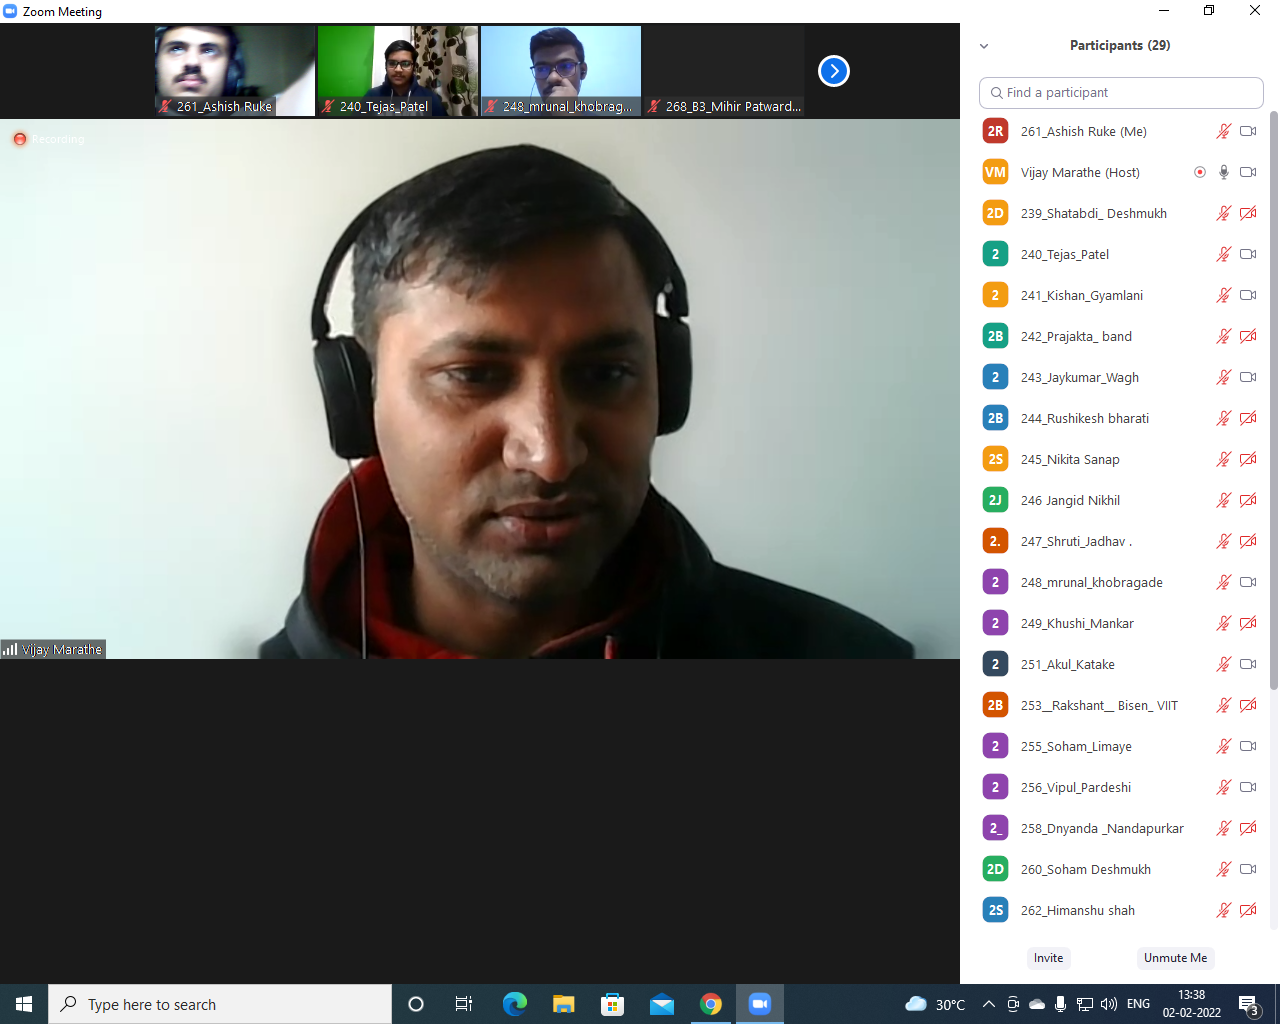 Zoom Meeting
261_Ashish Ruke
240_Tejas_Patel
248_mrunal_khobrag...
268_B3_Mihir Patward...
Recording
Vijay Marathe
Participants (29)
Find a participant
2R 261_Ashish Ruke (Me)
VM Vijay Marathe (Host)
2D 239_Shatabdi_ Deshmukh
2 240_Tejas_Patel
2 241_Kishan_Gyamlani
2B 242_Prajakta_ band
2 243_Jaykumar_Wagh
2B 244_Rushikesh bharati
2S 245_Nikita Sanap
2J 246 Jangid Nikhil
2. 247_Shruti_Jadhav .
2 248_mrunal_khobragade
2 249_Khushi_Mankar
2 251_Akul_Katake
2B 253__Rakshant__ Bisen_ VIIT
2 255_Soham_Limaye
2 256_Vipul_Pardeshi
2_ 258_Dnyanda _Nandapurkar
2D 260_Soham Deshmukh
2S 262_Himanshu shah
Invite
Unmute Me
Type here to search
30°C
ENG
13:38
02-02-2022
3